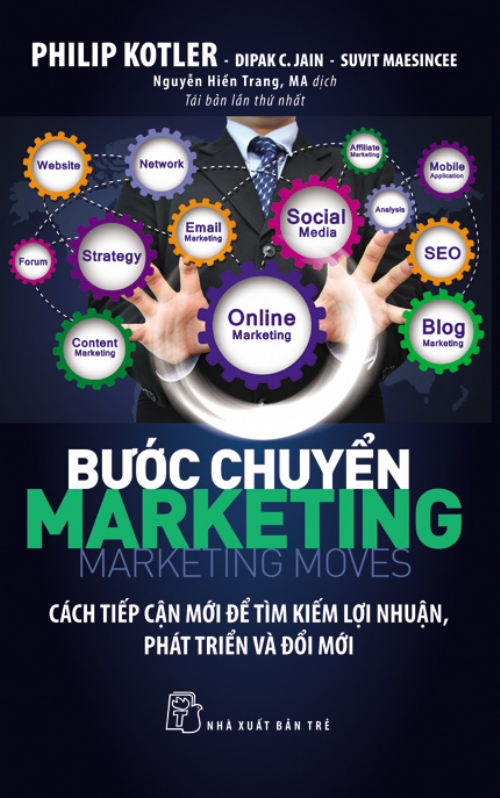 PHILIP KOTLER - DIPAK C. JAIN - SUVIT MAESINCEE
Nguyễn Hiền Trang, MA dịch
Tái bản lần thứ nhất
Website
Network
Affiliate
Marketing
Mobile
Application
Analysis
Email
Marketing
Social
Media
Forum
Strategy
SEO
Online
Marketing
Content
Marketing
Blog
Marketing
BƯỚC CHUYỂN
MARKETING
MARKETING MOVES
CÁCH TIẾP CẬN MỚI ĐỂ TÌM KIẾM LỢI NHUẬN,
PHÁT TRIỂN VÀ ĐỔI MỚI
T
NHÀ XUẤT BẢN TRẺ